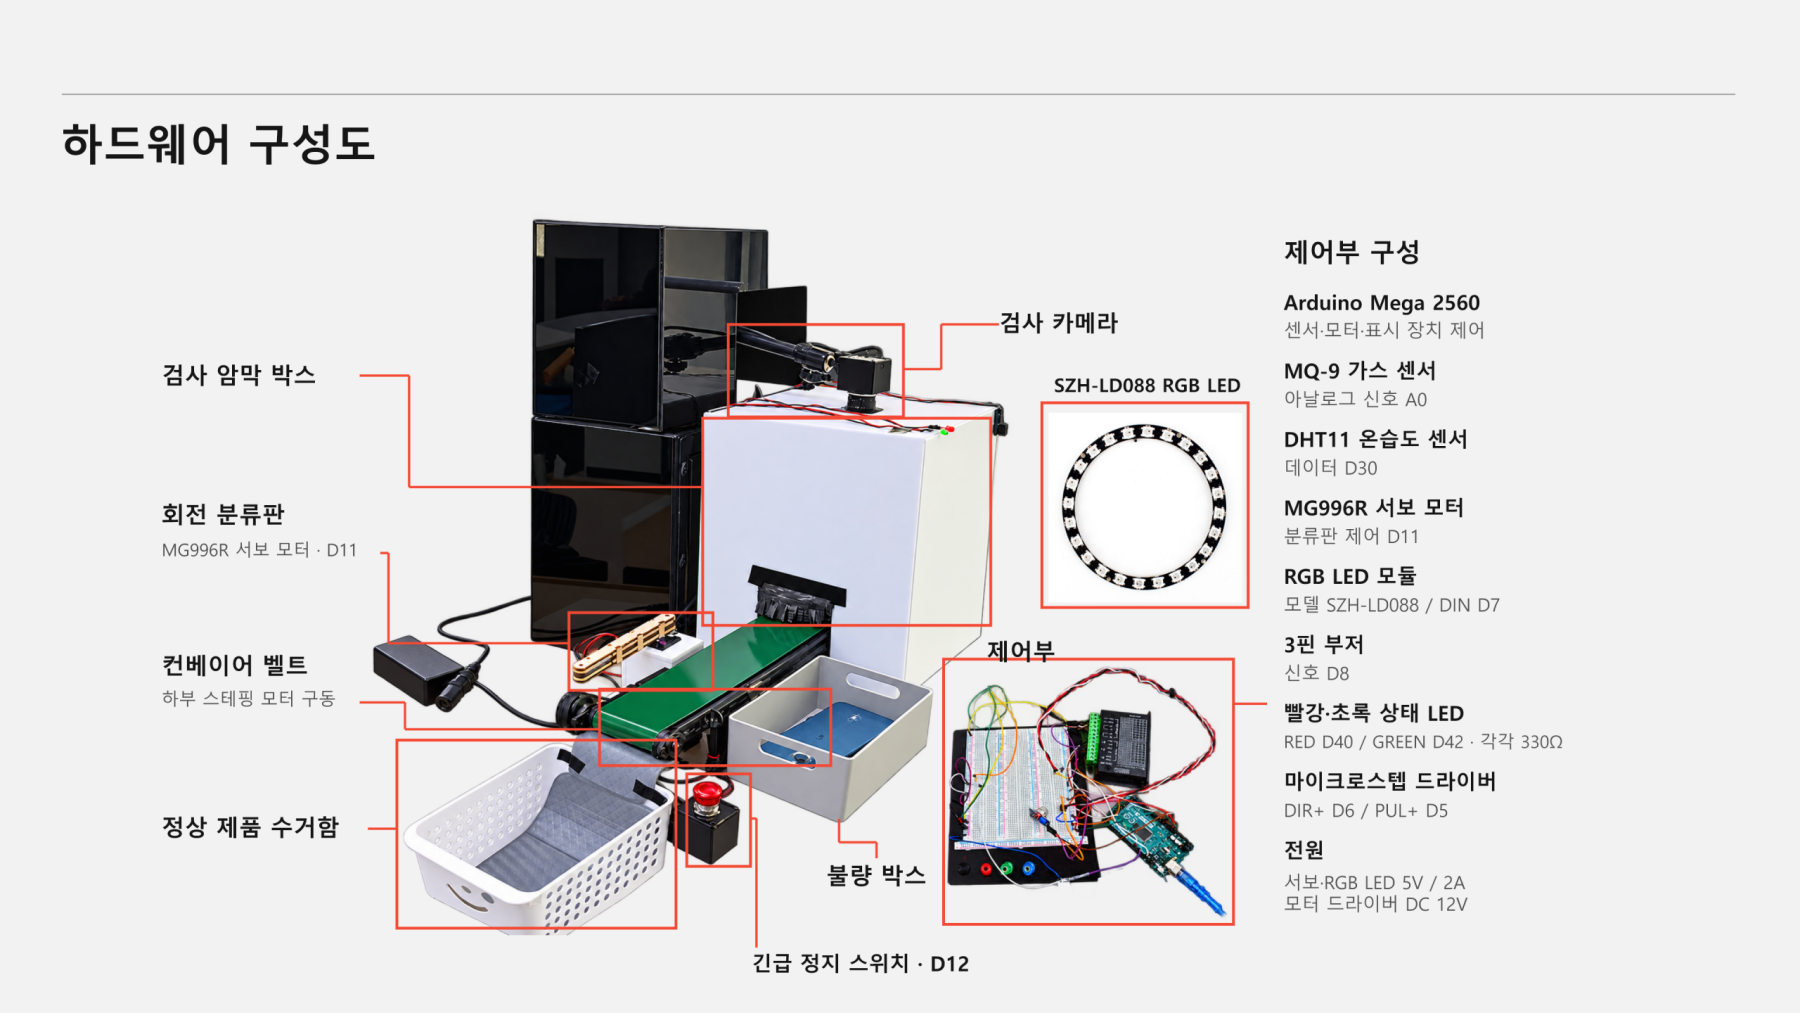 하드웨어 구성도
검사 암막 박스
회전 분류판
MG996R 서보 모터 · D11
컨베이어 벨트
하부 스테핑 모터 구동
정상 제품 수거함
검사 카메라
SZH-LD088 RGB LED
제어부
불량 박스
긴급 정지 스위치 · D12
제어부 구성
Arduino Mega 2560
센서·모터·표시 장치 제어
MQ-9 가스 센서
아날로그 신호 A0
DHT11 온습도 센서
데이터 D30
MG996R 서보 모터
분류판 제어 D11
RGB LED 모듈
모델 SZH-LD088 / DIN D7
3핀 부저
신호 D8
빨강·초록 상태 LED
RED D40 / GREEN D42 · 각각 330Ω
마이크로스텝 드라이버
DIR+ D6 / PUL+ D5
전원
서보·RGB LED 5V / 2A
모터 드라이버 DC 12V